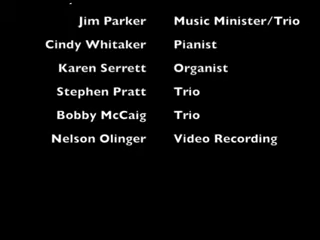 Jim Parker Music Minister/Trio
Cindy Whitaker Pianist
Karen Serrett Organist
Stephen Pratt Trio
Bobby McCaig Trio
Nelson Olinger Video Recording